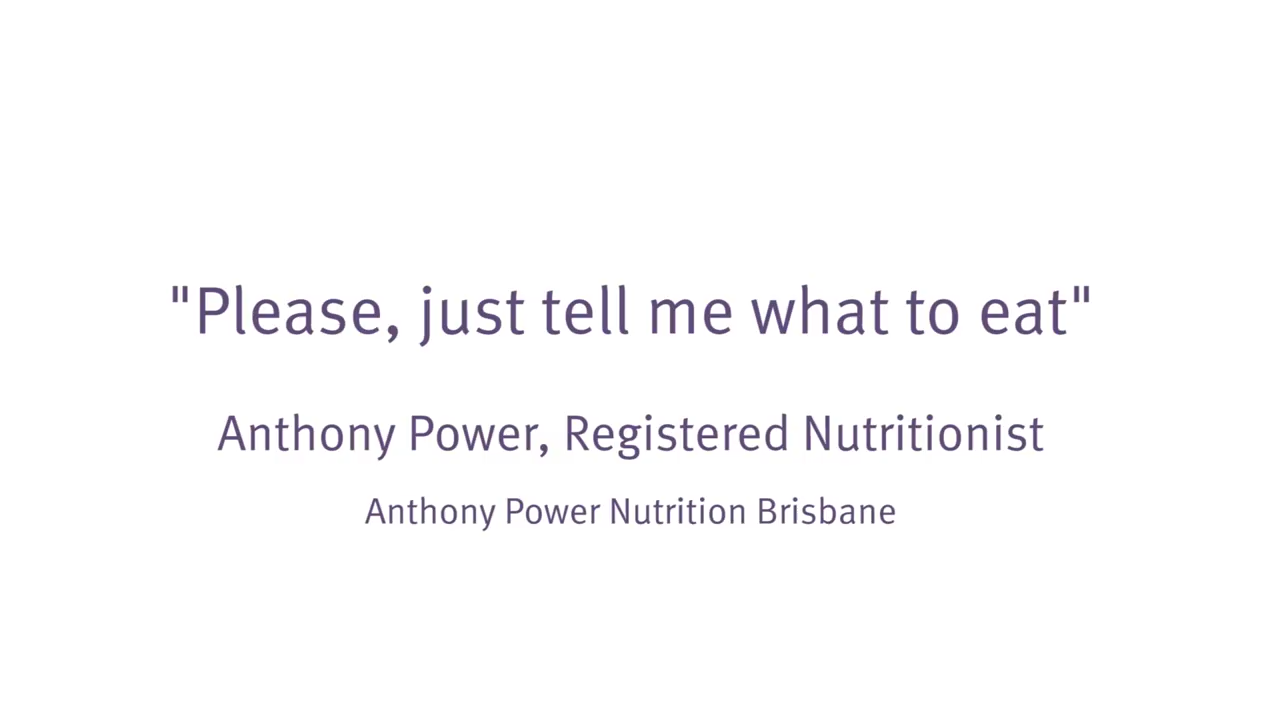 "Please, just tell me what to eat"
Anthony Power, Registered Nutritionist
Anthony Power Nutrition Brisbane